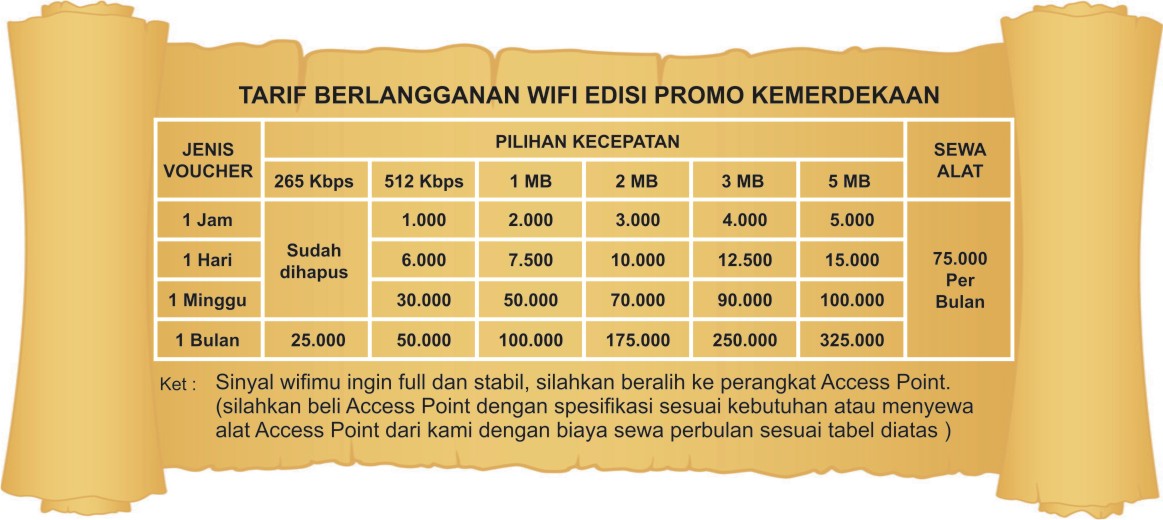 TARIF BERLANGGANAN WIFI EDISI PROMO KEMERDEKAAN
JENIS VOUCHER PILIHAN KECEPATAN SEWA ALAT
265 Kbps 512 Kbps 1 MB 2 MB 3 MB 5 MB
1 Jam Sudah dihapus 1.000 2.000 3.000 4.000 5.000 75.000 Per Bulan
1 Hari 6.000 7.500 10.000 12.500 15.000
1 Minggu 30.000 50.000 70.000 90.000 100.000
1 Bulan 25.000 50.000 100.000 175.000 250.000 325.000
Ket : Sinyal wifimu ingin full dan stabil, silahkan beralih ke perangkat Access Point.
(silahkan beli Access Point dengan spesifikasi sesuai kebutuhan atau menyewa
alat Access Point dari kami dengan biaya sewa perbulan sesuai tabel diatas )